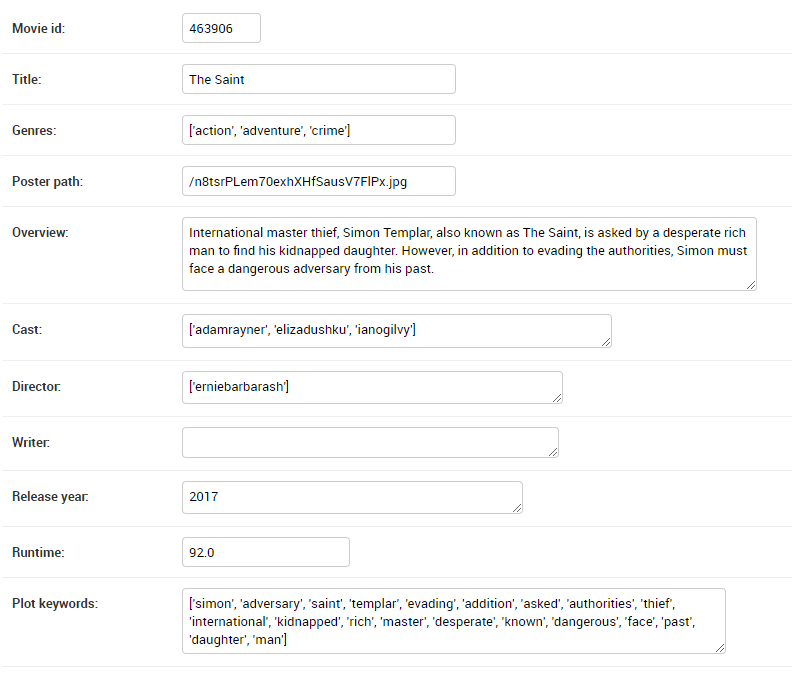 Movie id:
463906
Title:
The Saint
Genres:
['action', 'adventure', 'crime']
Poster path:
/n8tsrPLem70exhXHfSausV7FlPx.jpg
Overview:
International master thief, Simon Templar, also known as The Saint, is asked by a desperate rich
man to find his kidnapped daughter. However, in addition to evading the authorities, Simon must
face a dangerous adversary from his past.
Cast:
['adamrayner', 'elizadushku', 'ianogilvy']
Director:
['erniebarbarash']
Writer:
Release year:
2017
Runtime:
92.0
Plot keywords:
['simon', 'adversary', 'saint', 'templar', 'evading', 'addition', 'asked', 'authorities', 'thief',
'international', 'kidnapped', 'rich', 'master', 'desperate', 'known', 'dangerous', 'face', 'past',
'daughter', 'man']